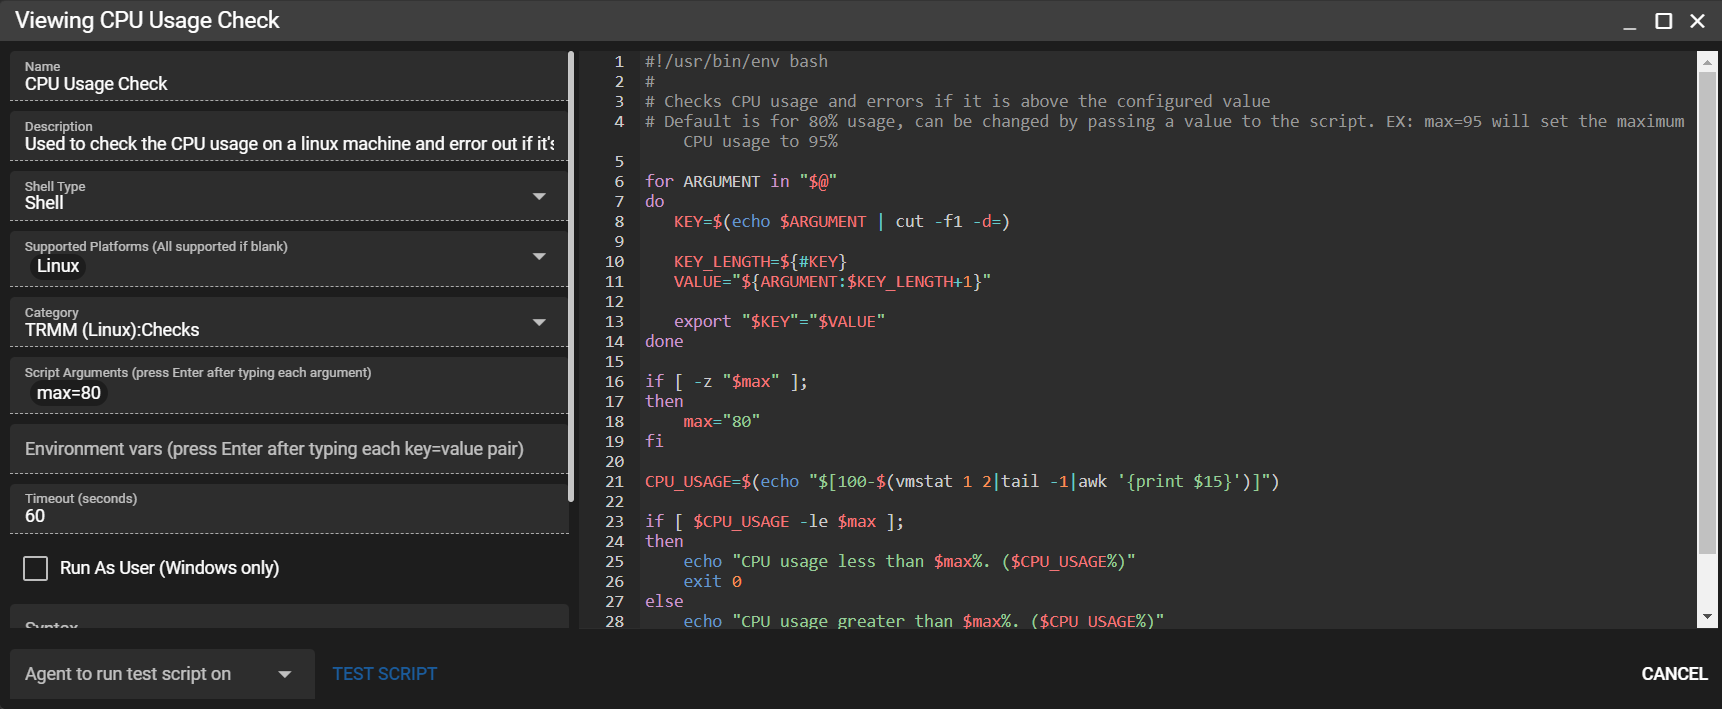 Viewing CPU Usage Check
Name
CPU Usage Check
Description
Used to check the CPU usage on a linux machine and error out if it's
Shell Type
Shell
Supported Platforms (All supported if blank)
Linux
Category
TRMM (Linux):Checks
Script Arguments (press Enter after typing each argument)
max=80
Environment vars (press Enter after typing each key=value pair)
Timeout (seconds)
60
Run As User (Windows only)
Syntax
1 #!/usr/bin/env bash
2 #
3 # Checks CPU usage and errors if it is above the configured value
4 # Default is for 80% usage, can be changed by passing a value to the script. EX: max=95 will set the maximum
CPU usage to 95%
5
6 for ARGUMENT in "$@"
7 do
8    KEY=$(echo $ARGUMENT | cut -f1 -d=)
9
10    KEY_LENGTH=${#KEY}
11    VALUE="${ARGUMENT:$KEY_LENGTH+1}"
12
13    export "$KEY"="$VALUE"
14 done
15
16 if [ -z "$max" ];
17 then
18     max="80"
19 fi
20
21 CPU_USAGE=$(echo "$[100-$(vmstat 1 2|tail -1|awk '{print $15}')]")
22
23 if [ $CPU_USAGE -le $max ];
24 then
25     echo "CPU usage less than $max%. ($CPU_USAGE%)"
26     exit 0
27 else
28     echo "CPU usage greater than $max%. ($CPU_USAGE%)"
Agent to run test script on
TEST SCRIPT
CANCEL